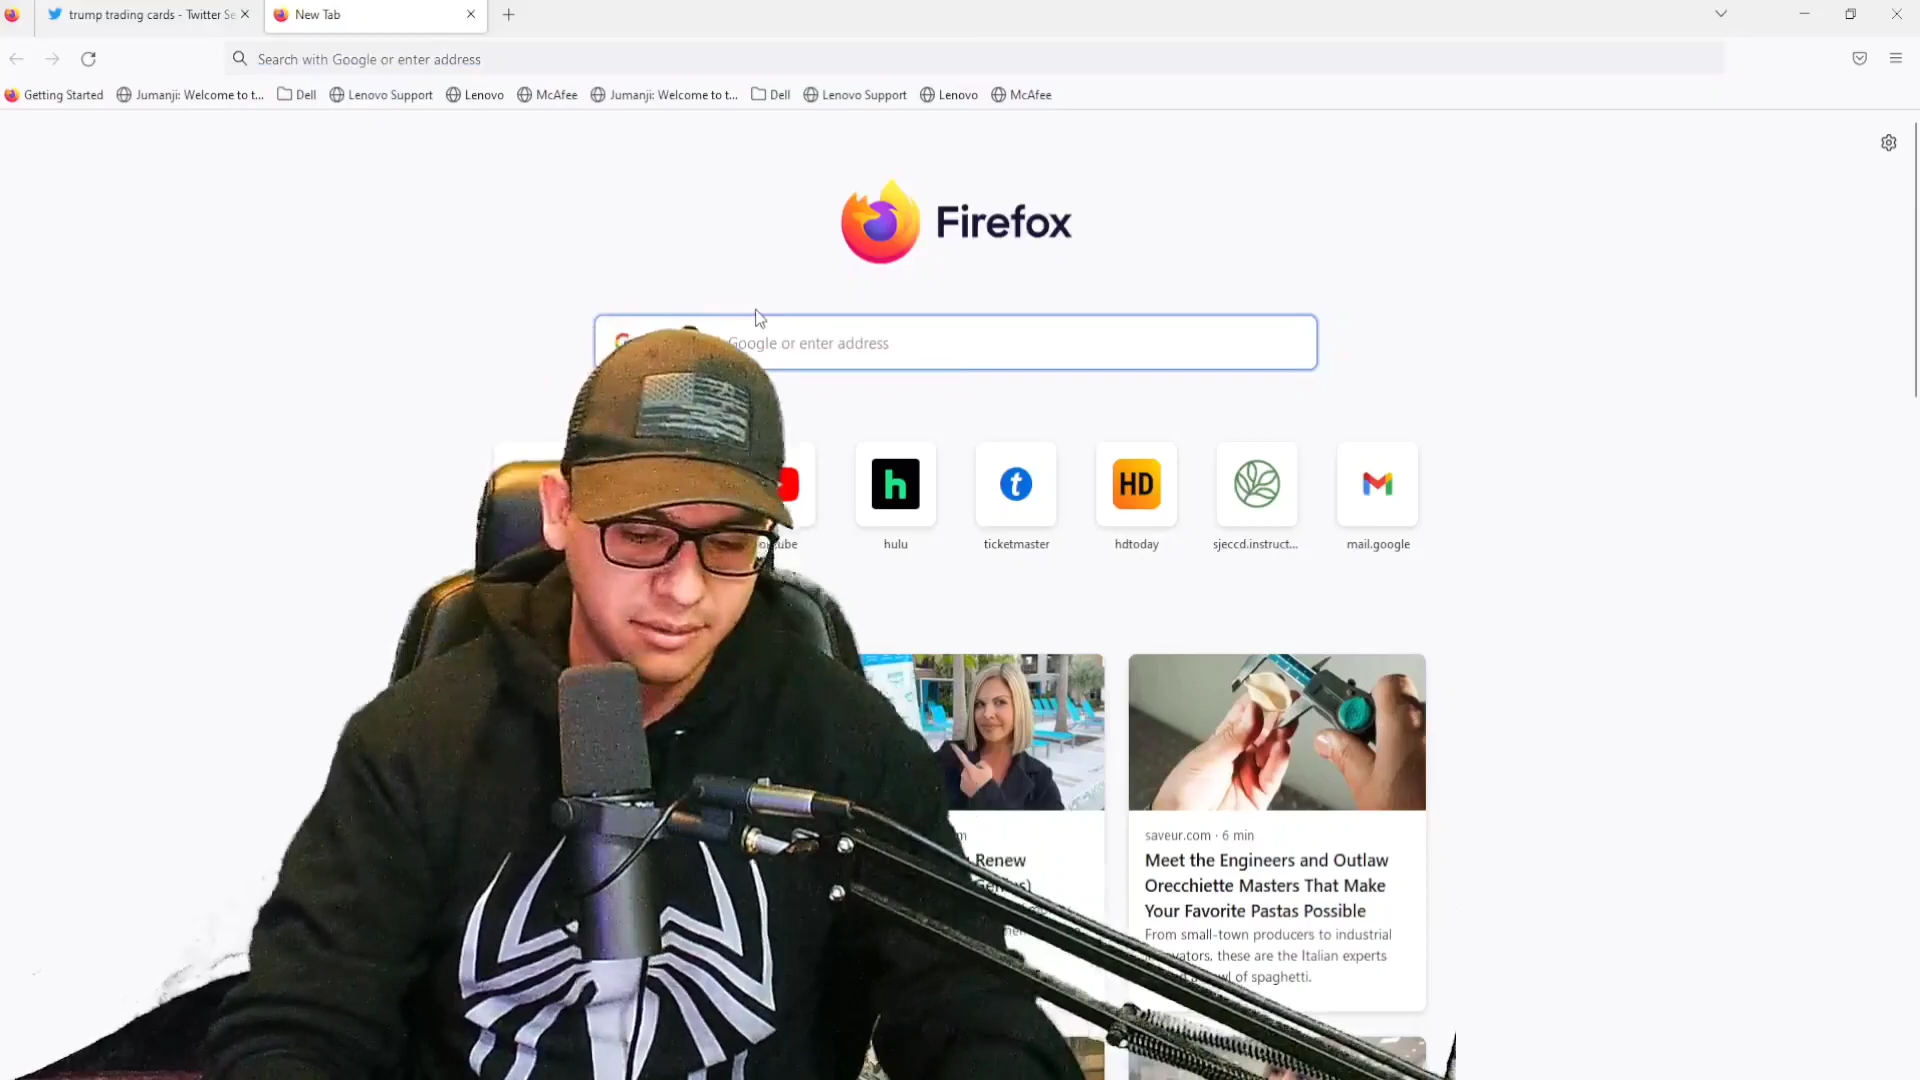 trump trading cards - Twitter Se
New Tab
Search with Google or enter address
Getting Started
Jumanji: Welcome to t...
Dell
Lenovo Support
Lenovo
McAfee
Jumanji: Welcome to t...
Dell
Lenovo Support
Lenovo
McAfee
Firefox
Google or enter address
h
t
HD
hulu
ticketmaster
hdtoday
sjeccd.instruct...
mail.google
Renew
saveur.com · 6 min
Meet the Engineers and Outlaw
Orecchiette Masters That Make
Your Favorite Pastas Possible
From small-town producers to industrial
these are the Italian experts
of spaghetti.